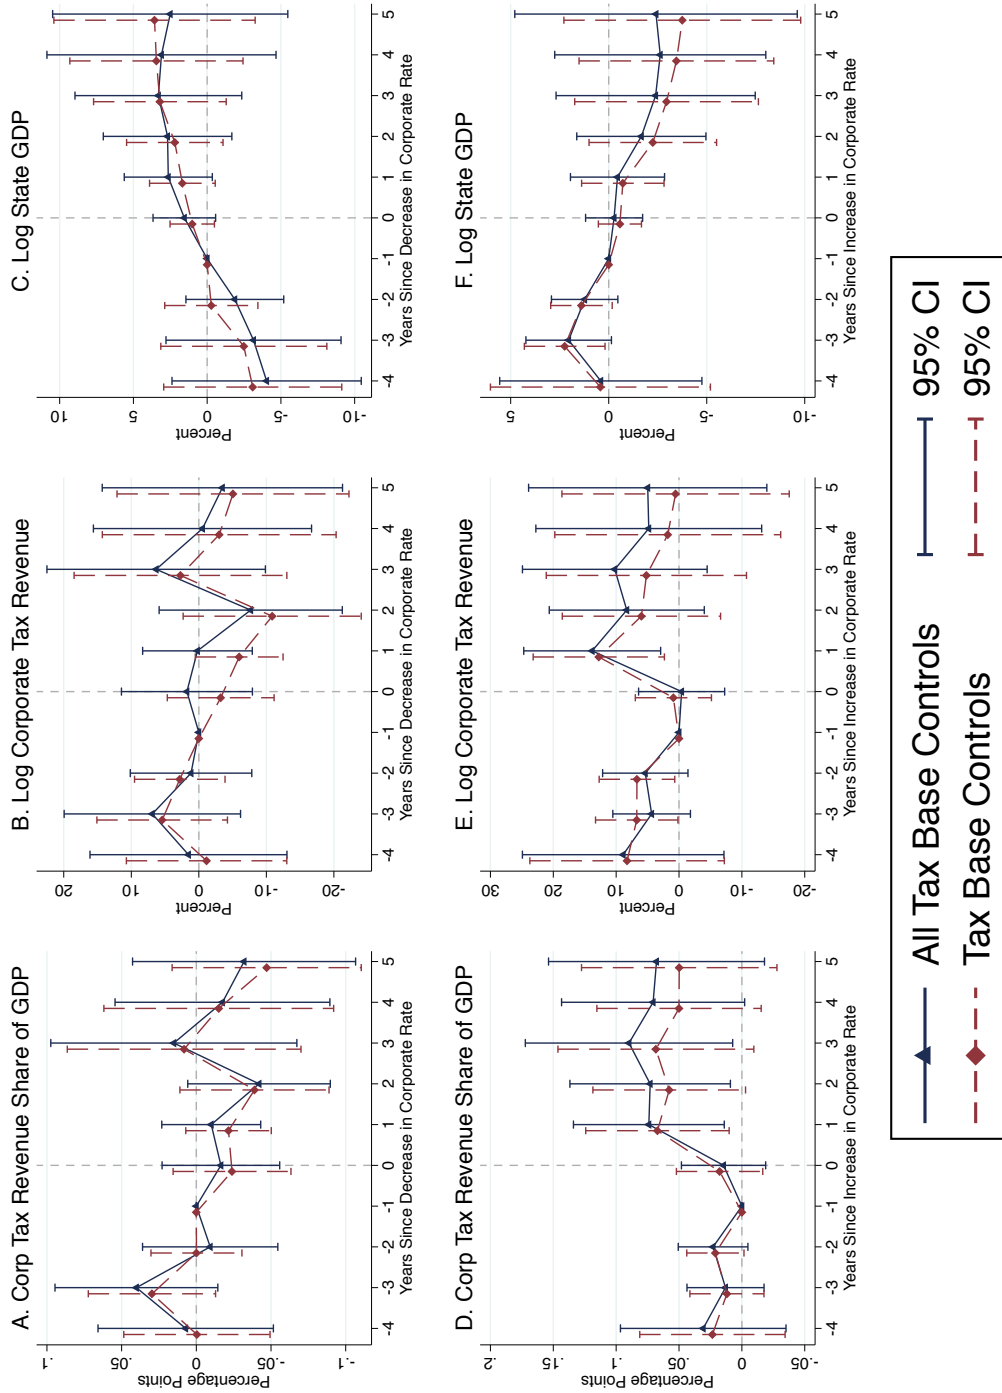 A. Corp Tax Revenue Share of GDP
Percentage Points
.1
.05
0
-.05
-.1
-4 -3 -2 -1 0 1 2 3 4 5
Years Since Decrease in Corporate Rate
B. Log Corporate Tax Revenue
Percent
20
10
0
-10
-20
-4 -3 -2 -1 0 1 2 3 4 5
Years Since Decrease in Corporate Rate
C. Log State GDP
Percent
10
5
0
-5
-10
-4 -3 -2 -1 0 1 2 3 4 5
Years Since Decrease in Corporate Rate
D. Corp Tax Revenue Share of GDP
Percentage Points
.2
.15
.1
.05
0
-.05
-4 -3 -2 -1 0 1 2 3 4 5
Years Since Increase in Corporate Rate
E. Log Corporate Tax Revenue
Percent
30
20
10
0
-10
-20
-4 -3 -2 -1 0 1 2 3 4 5
Years Since Increase in Corporate Rate
F. Log State GDP
Percent
5
0
-5
-10
-4 -3 -2 -1 0 1 2 3 4 5
Years Since Increase in Corporate Rate
All Tax Base Controls 95% CI
Tax Base Controls 95% CI